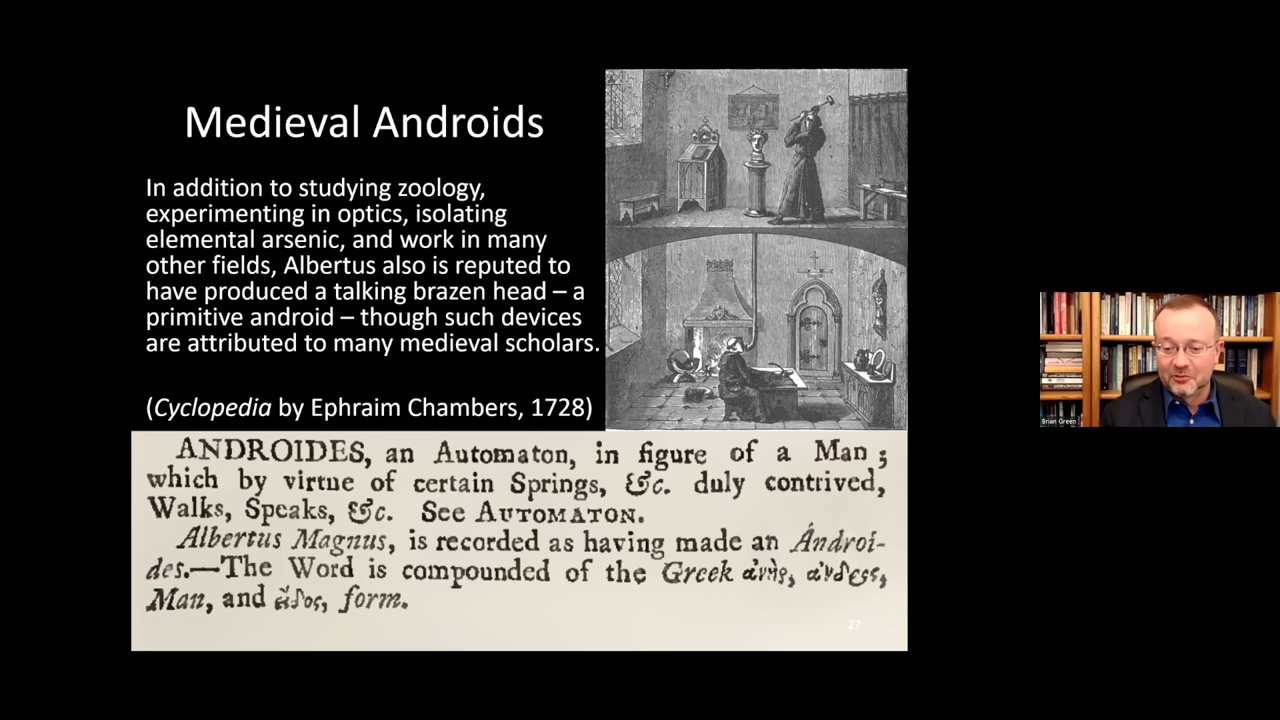 Medieval Androids
In addition to studying zoology,
experimenting in optics, isolating
elemental arsenic, and work in many
other fields, Albertus also is reputed to
have produced a talking brazen head – a
primitive android – though such devices
are attributed to many medieval scholars.
(Cyclopedia by Ephraim Chambers, 1728)
ANDROIDES, an Automaton, in figure of a Man ;
which by virtue of certain Springs, &c. duly contrived,
Walks, Speaks, &c. See AUTOMATON.
Albertus Magnus, is recorded as having made an Androi-
des.—The Word is compounded of the Greek
Man, and form.
27
Brian Green